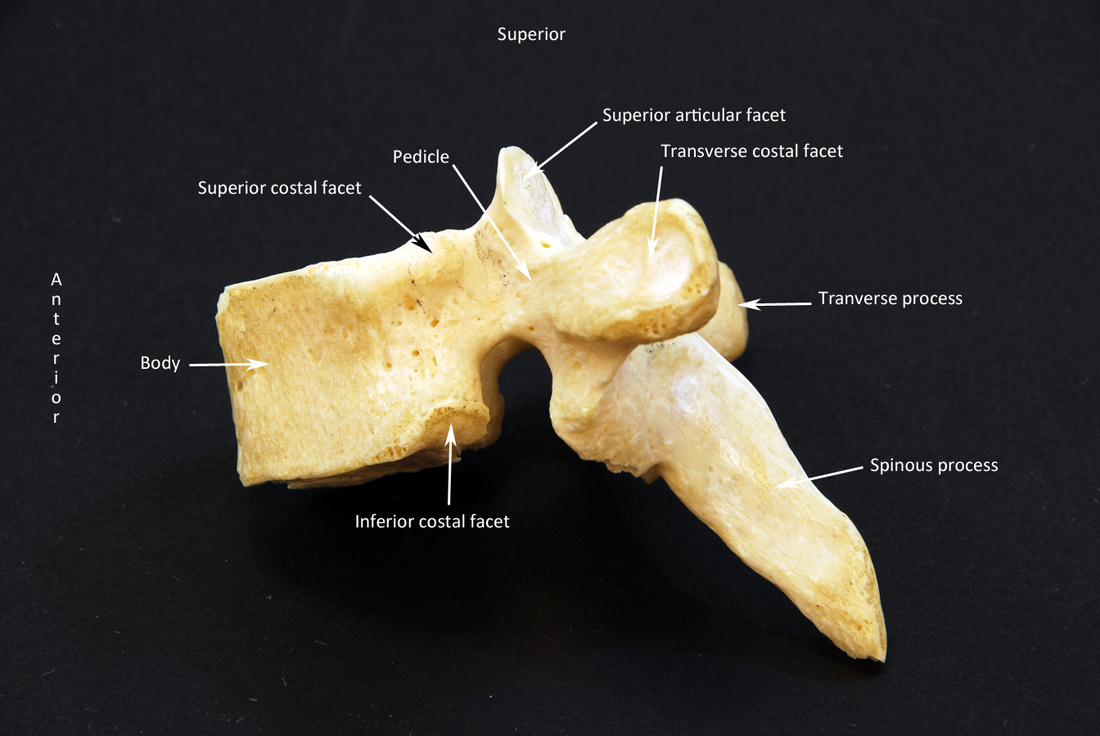 Superior
Superior articular facet
Transverse costal facet
Pedicle
Superior costal facet
Anterior
Tranverse process
Body
Spinous process
Inferior costal facet